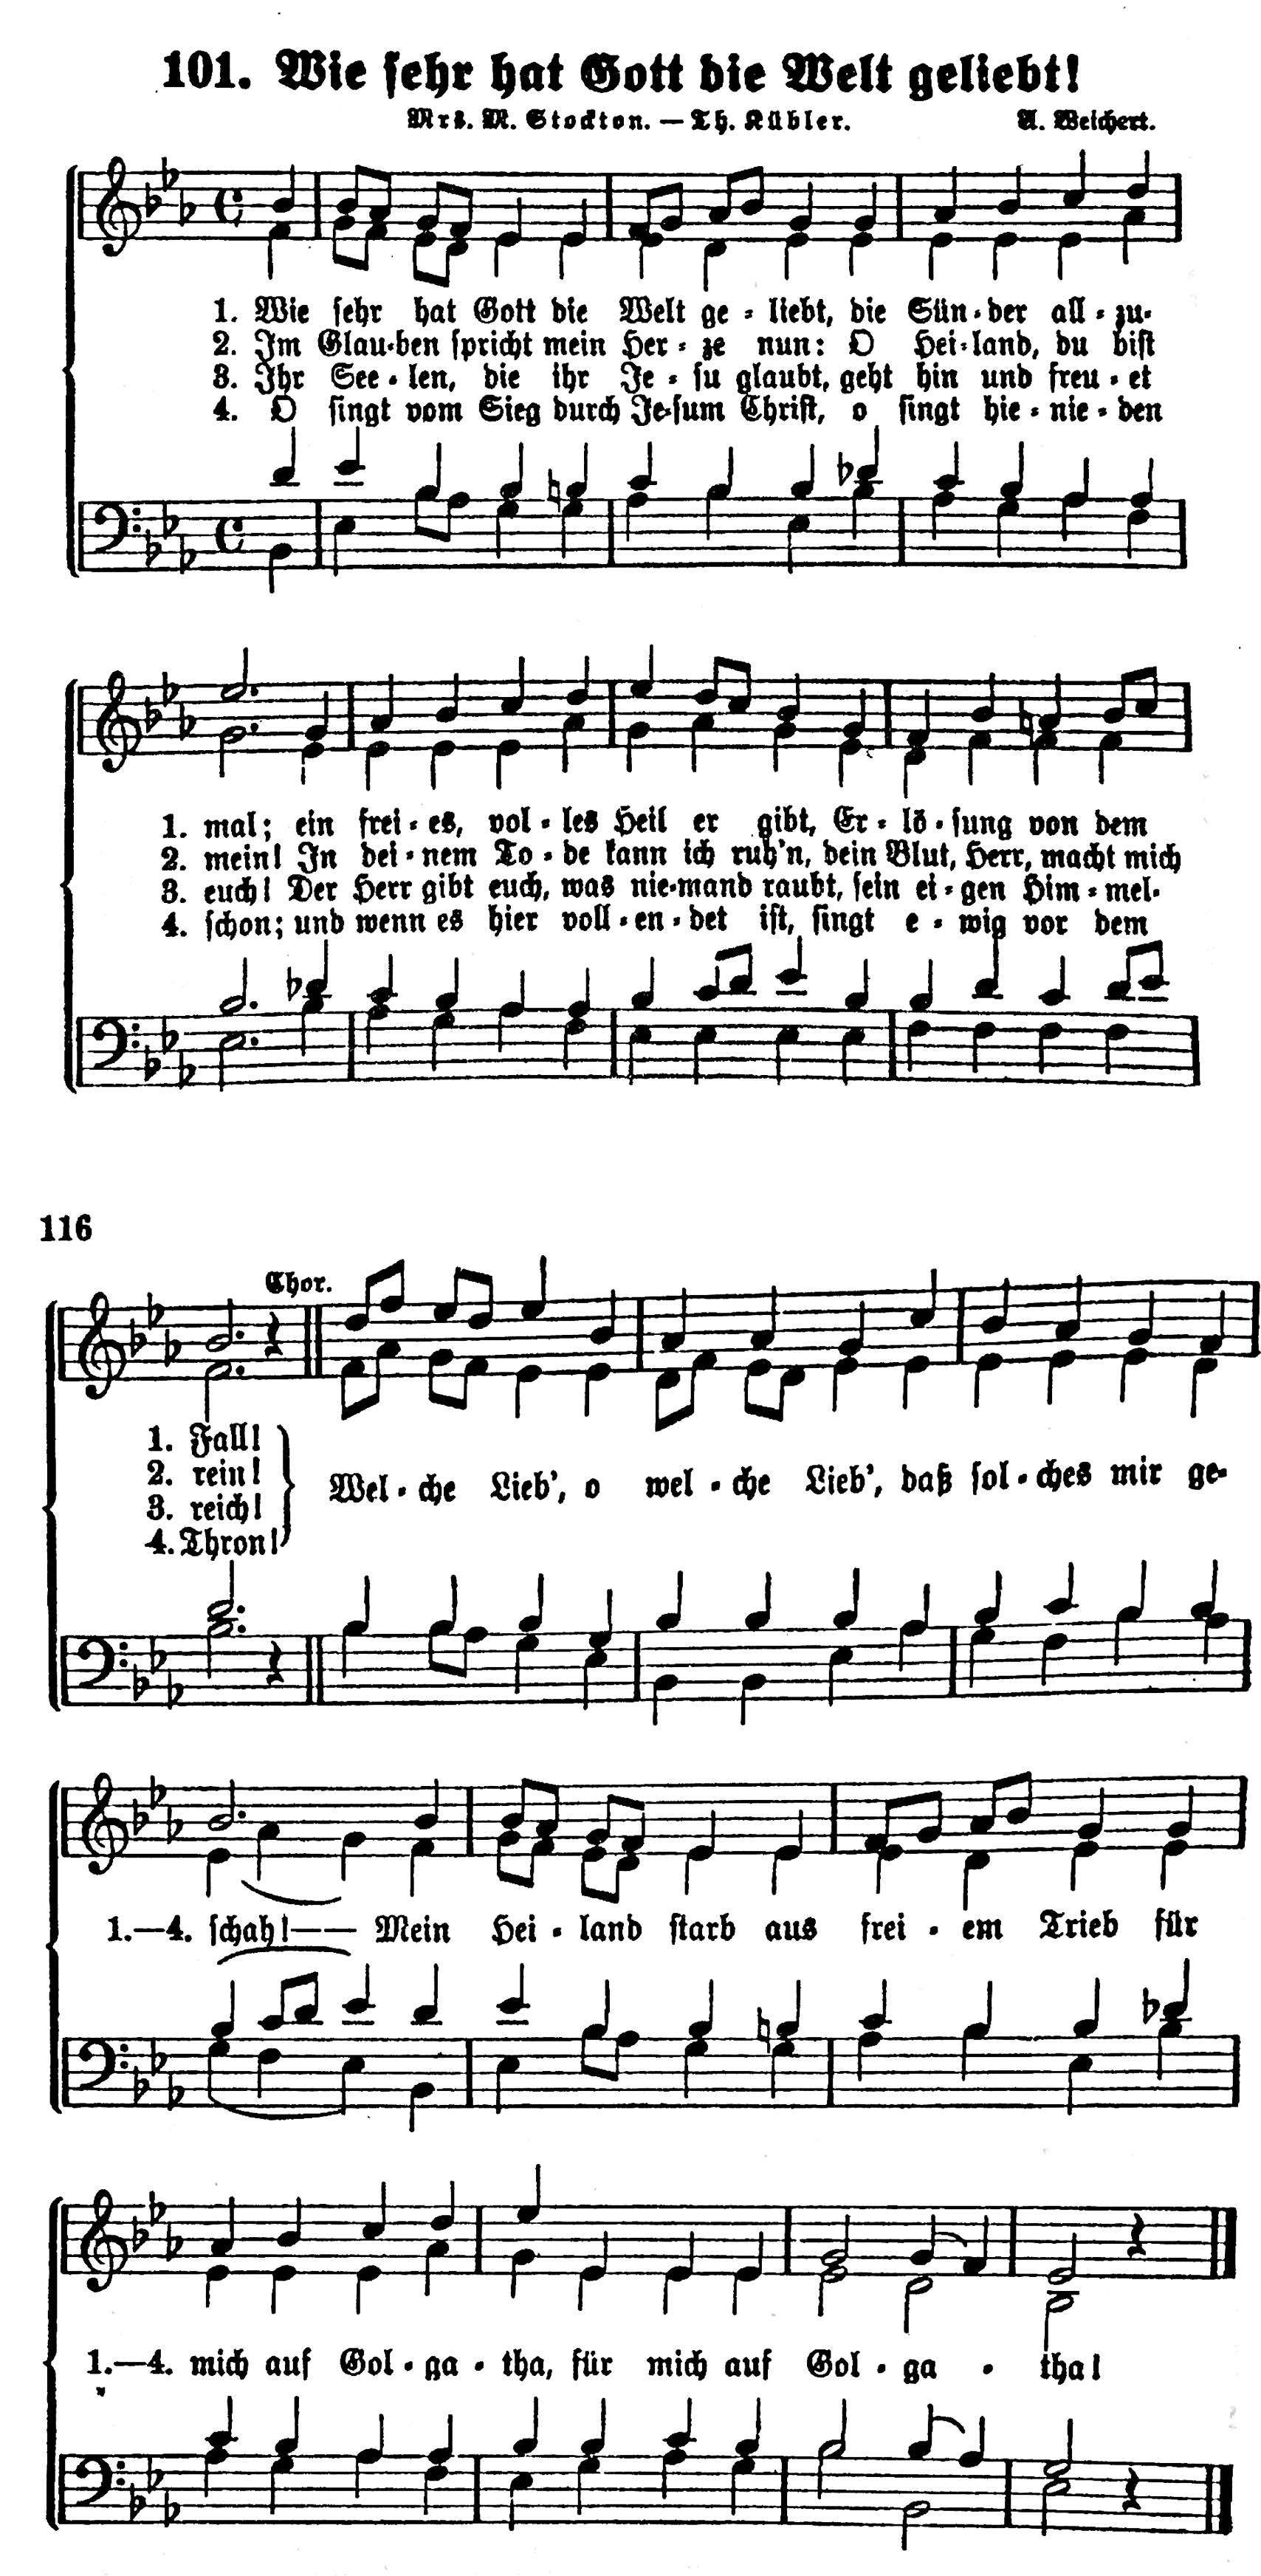 101. Wie sehr hat Gott die Welt geliebt!
Mrs. M. Stockton. — Th. Kübler. A. Weichert.
1. Wie sehr hat Gott die Welt ge-liebt, die Sün-der all-zu-
2. Im Glau-ben spricht mein Her-ze nun: O Hei-land, du bist
3. Ihr See-len, die ihr Je-su glaubt, geht hin und freu-et
4. O singt vom Sieg durch Je-sum Christ, o singt hie-nie-den
1. mal; ein frei-es, vol-les Heil er gibt, Er-lö-sung von dem
2. mein! In dei-nem To-de kann ich ruh'n, dein Blut, Herr, macht mich
3. euch! Der Herr gibt euch, was nie-mand raubt, sein ei-gen Him-mel-
4. schon; und wenn es hier voll-en-det ist, singt e-wig vor dem
116
Chor.
1. Fall!
2. rein!
3. reich!
4. Thron!
Wel-che Lieb', o wel-che Lieb', daß sol-ches mir ge-
1.—4. schah!—— Mein Hei-land starb aus frei-em Trieb für
1.—4. mich auf Gol-ga-tha, für mich auf Gol-ga-tha!